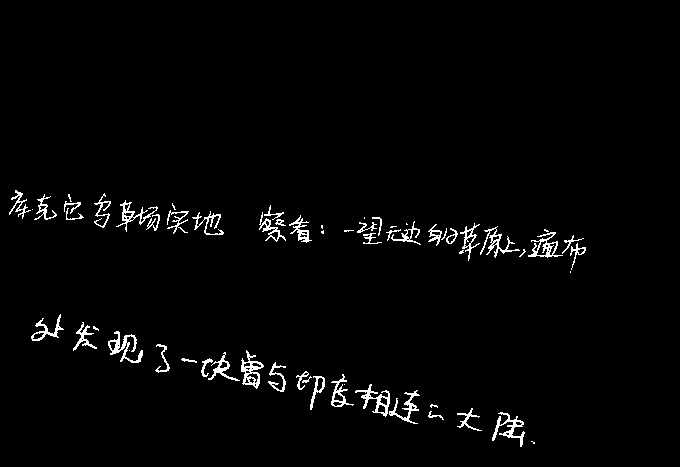 库克它乌草场实地 察看:一望无边的草原上,遍布
外发现了一块曾与印度相连的大陆.